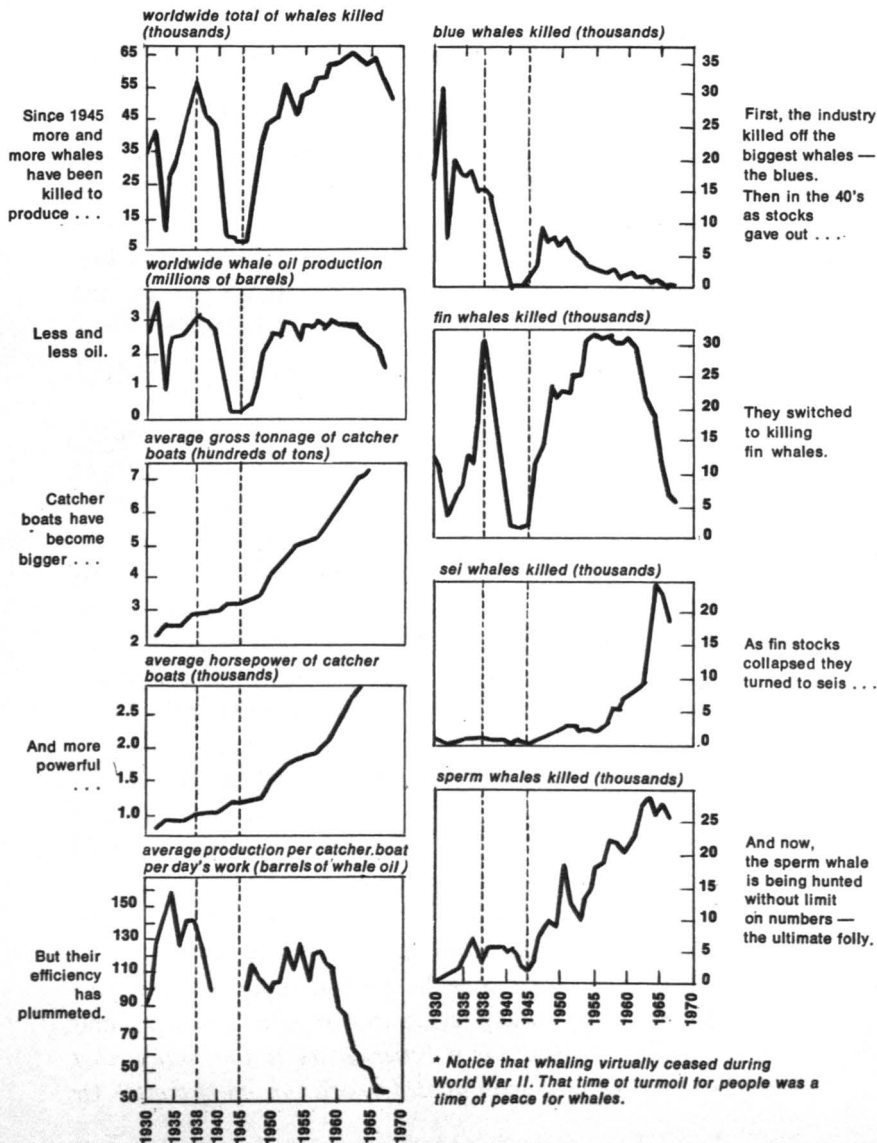 worldwide total of whales killed
(thousands)
65
55
45
35
25
15
5
Since 1945
more and
more whales
have been
killed to
produce . . .
worldwide whale oil production
(millions of barrels)
3
2
1
0
Less and
less oil.
average gross tonnage of catcher
boats (hundreds of tons)
7
6
5
4
3
2
Catcher
boats have
become
bigger . . .
average horsepower of catcher
boats (thousands)
2.5
2.0
1.5
1.0
And more
powerful
. . .
average production per catcher boat
per day's work (barrels of whale oil)
150
130
110
90
70
50
30
But their
efficiency
has
plummeted.
1930
1935
1938
1940
1945
1950
1955
1960
1965
1970
blue whales killed (thousands)
35
30
25
20
15
10
5
0
First, the industry
killed off the
biggest whales —
the blues.
Then in the 40's
as stocks
gave out . . .
fin whales killed (thousands)
30
25
20
15
10
5
0
They switched
to killing
fin whales.
sei whales killed (thousands)
20
15
10
5
0
As fin stocks
collapsed they
turned to seis . . .
sperm whales killed (thousands)
25
20
15
10
5
0
And now,
the sperm whale
is being hunted
without limit
on numbers —
the ultimate folly.
1930
1935
1938
1940
1945
1950
1955
1960
1965
1970
* Notice that whaling virtually ceased during
World War II. That time of turmoil for people was a
time of peace for whales.